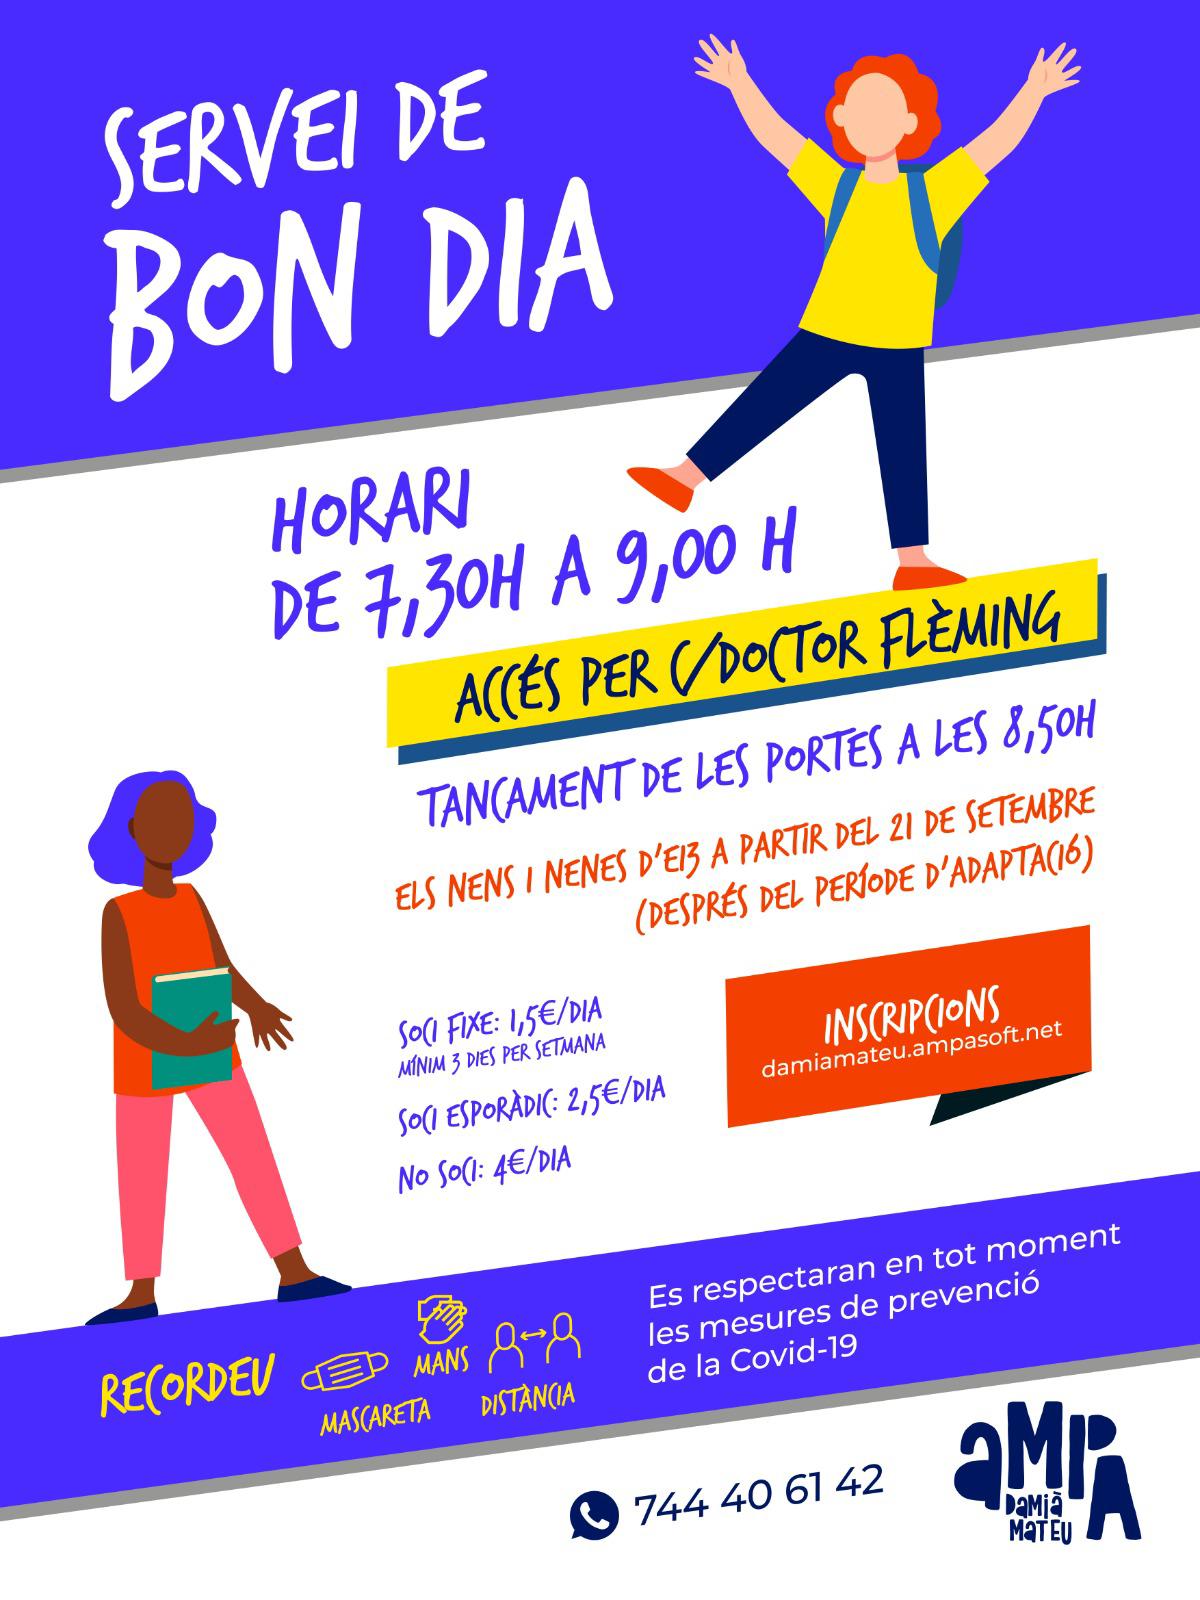 SERVEI DE
BON DIA
HORARI
DE 7,30H A 9,00 H
ACCÉS PER C/DOCTOR FLÈMING
TANCAMENT DE LES PORTES A LES 8,50H
ELS NENS I NENES D'EI3 A PARTIR DEL 21 DE SETEMBRE
(DESPRÉS DEL PERÍODE D'ADAPTACIÓ)
SOCI FIXE: 1,5€/DIA
MÍNIM 3 DIES PER SETMANA
SOCI ESPORÀDIC: 2,5€/DIA
NO SOCI: 4€/DIA
INSCRIPCIONS
damiamateu.ampasoft.net
RECORDEU
MASCARETA
MANS
DISTÀNCIA
Es respectaran en tot moment
les mesures de prevenció
de la Covid-19
744 40 61 42
AMPA
DAMIÀ
MATEU